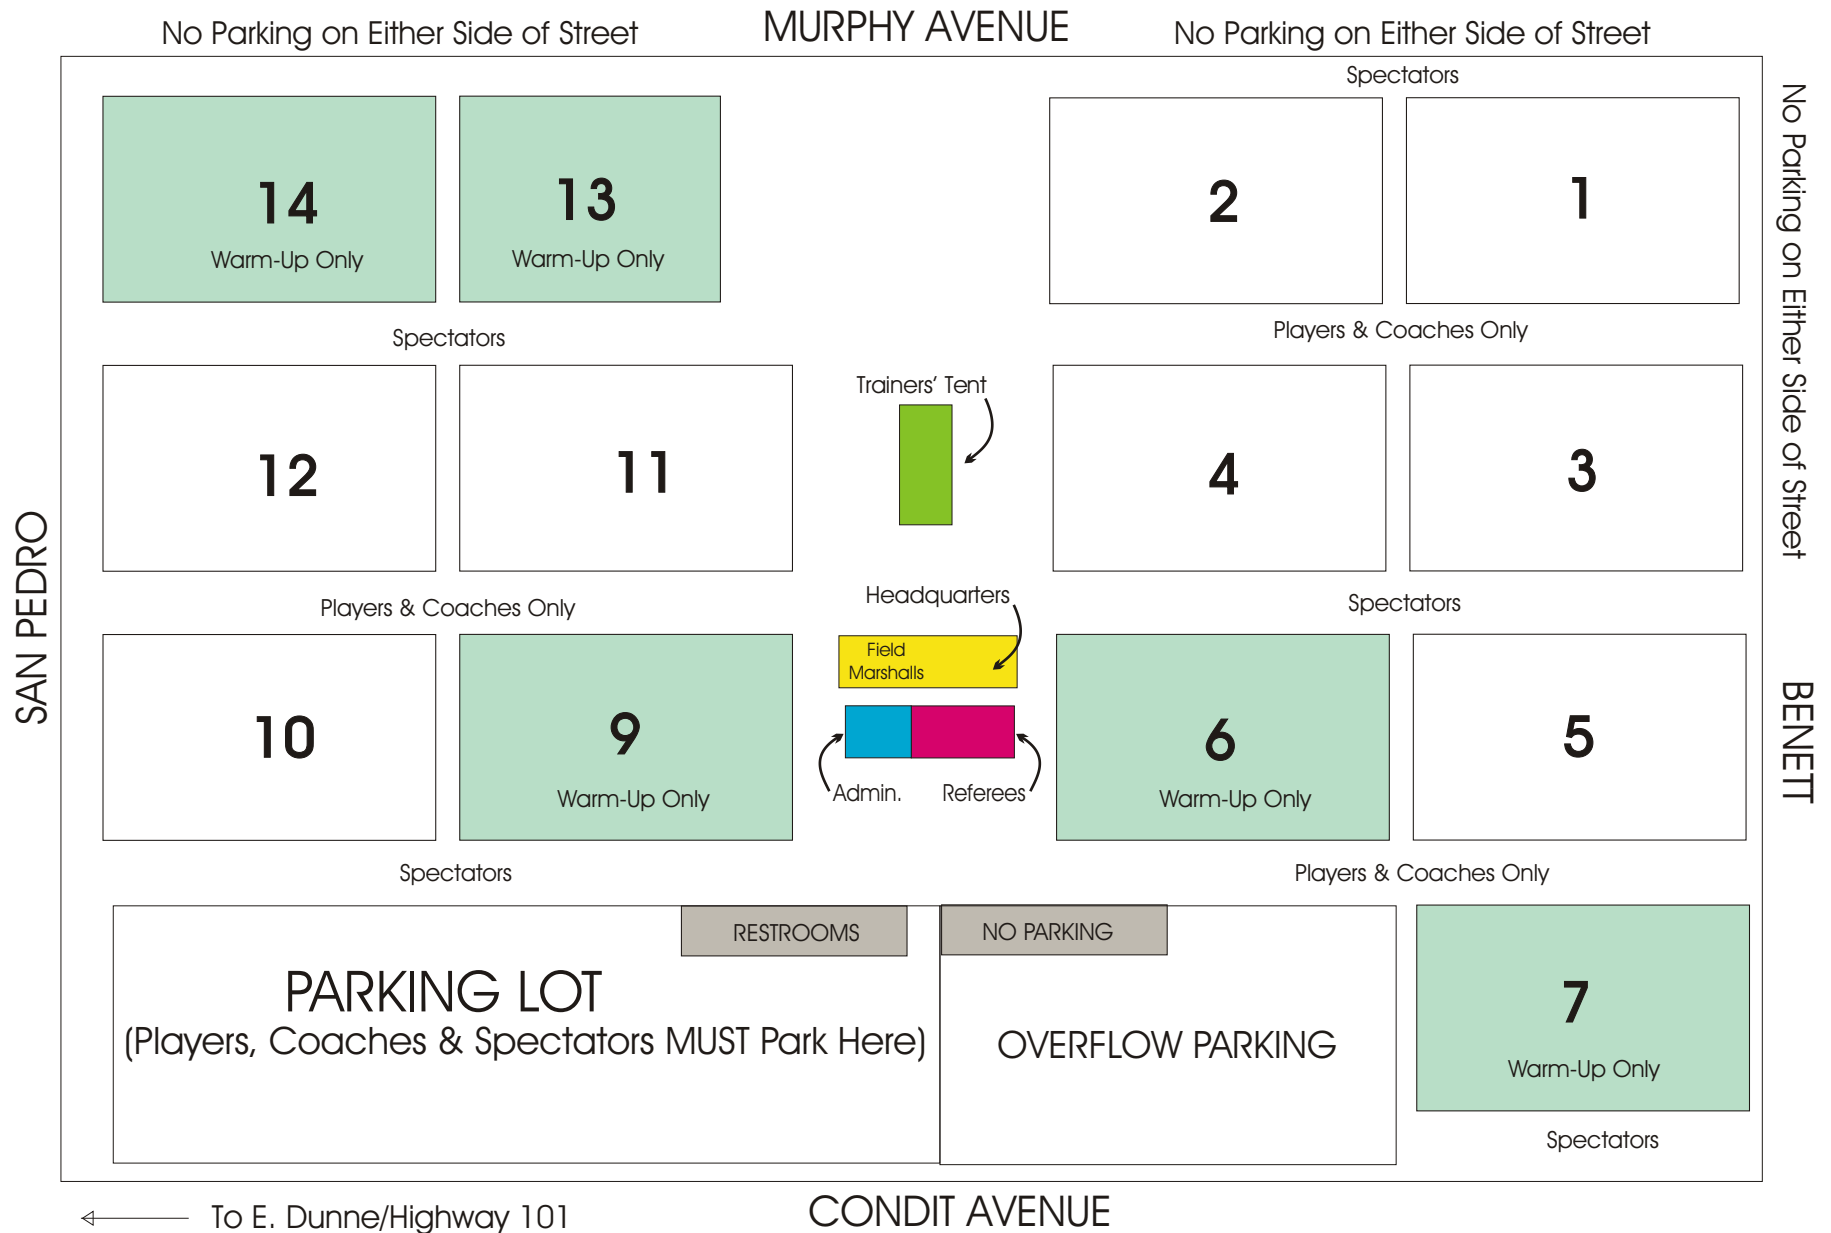 MURPHY AVENUE
No Parking on Either Side of Street
No Parking on Either Side of Street
Spectators
No Parking on Either Side of Street
14
Warm-Up Only
13
Warm-Up Only
2
1
Spectators
Players & Coaches Only
12
11
Trainers' Tent
4
3
SAN PEDRO
Players & Coaches Only
Headquarters
Spectators
Field
Marshalls
10
9
Warm-Up Only
Admin.
Referees
6
Warm-Up Only
5
BENETT
Spectators
Players & Coaches Only
RESTROOMS
NO PARKING
PARKING LOT
(Players, Coaches & Spectators MUST Park Here)
OVERFLOW PARKING
7
Warm-Up Only
Spectators
To E. Dunne/Highway 101
CONDIT AVENUE